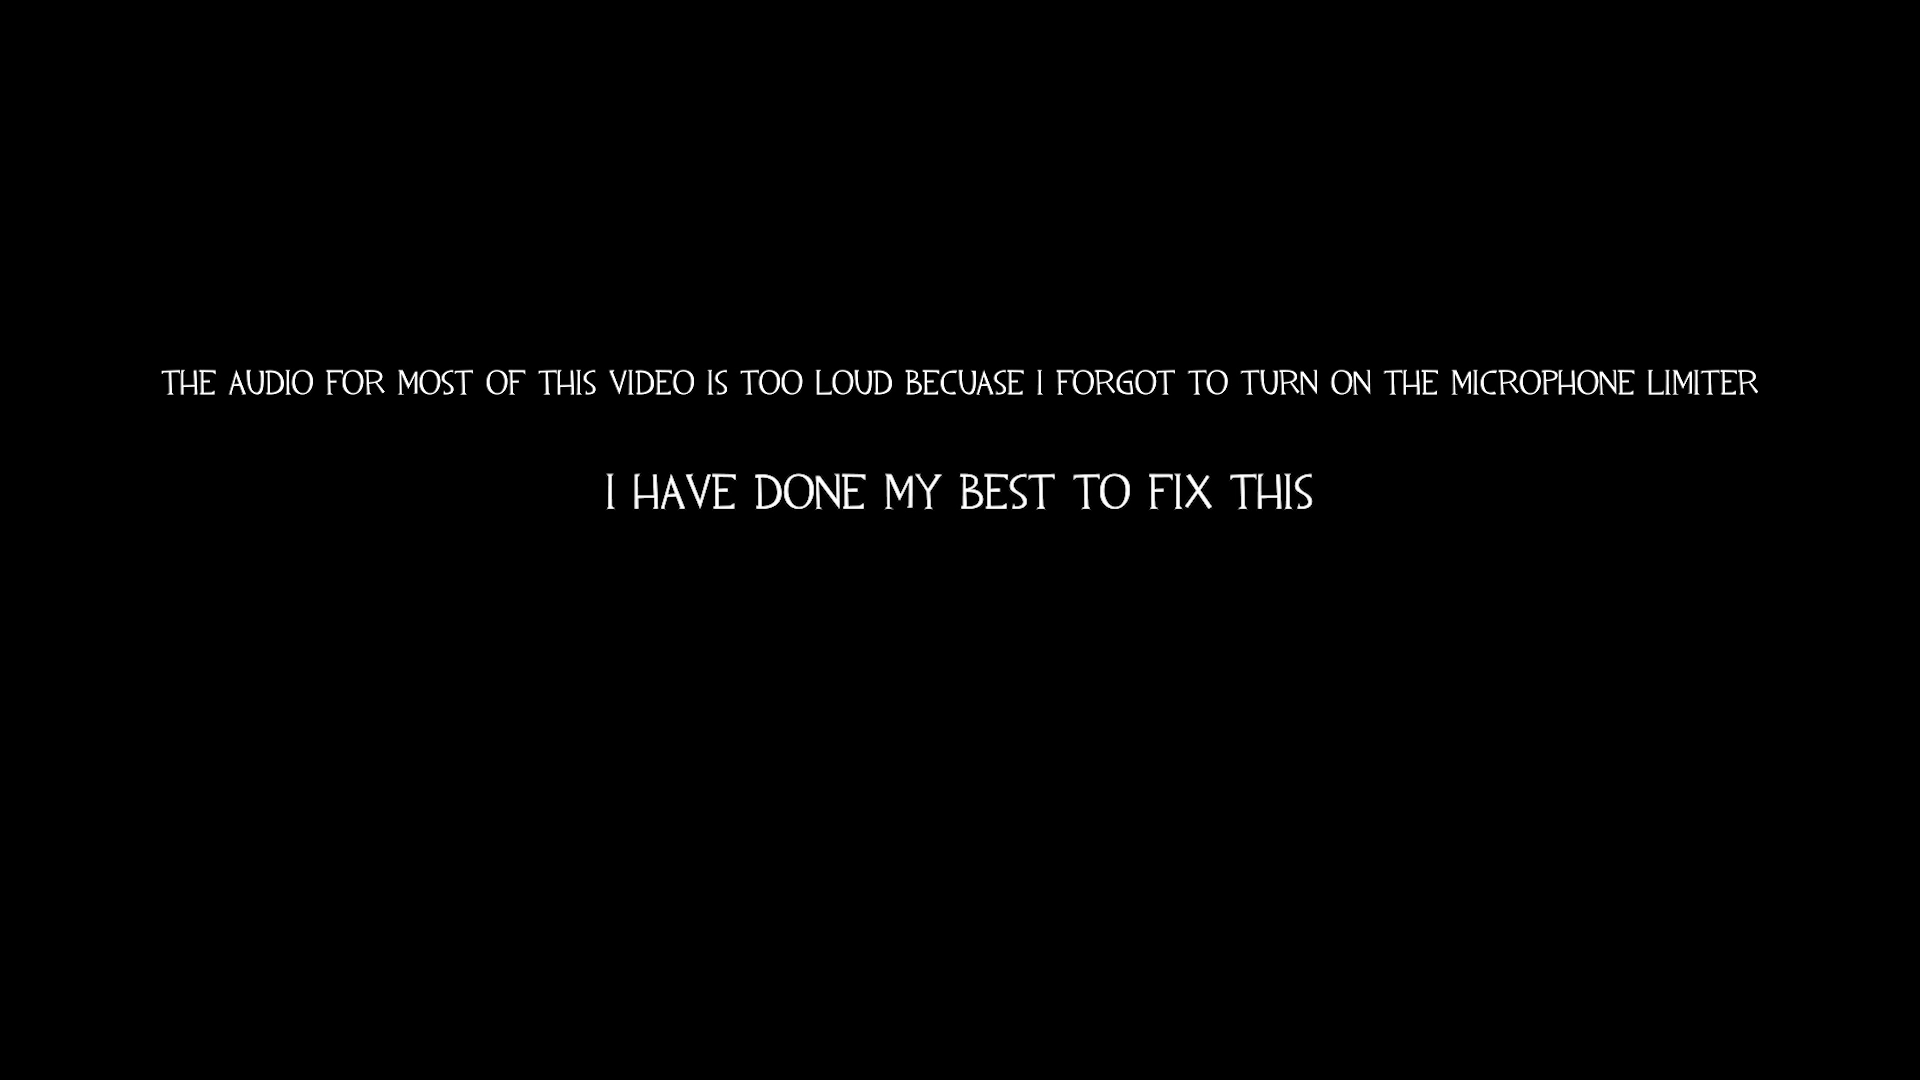 THE AUDIO FOR MOST OF THIS VIDEO IS TOO LOUD BECUASE I FORGOT TO TURN ON THE MICROPHONE LIMITER
I HAVE DONE MY BEST TO FIX THIS